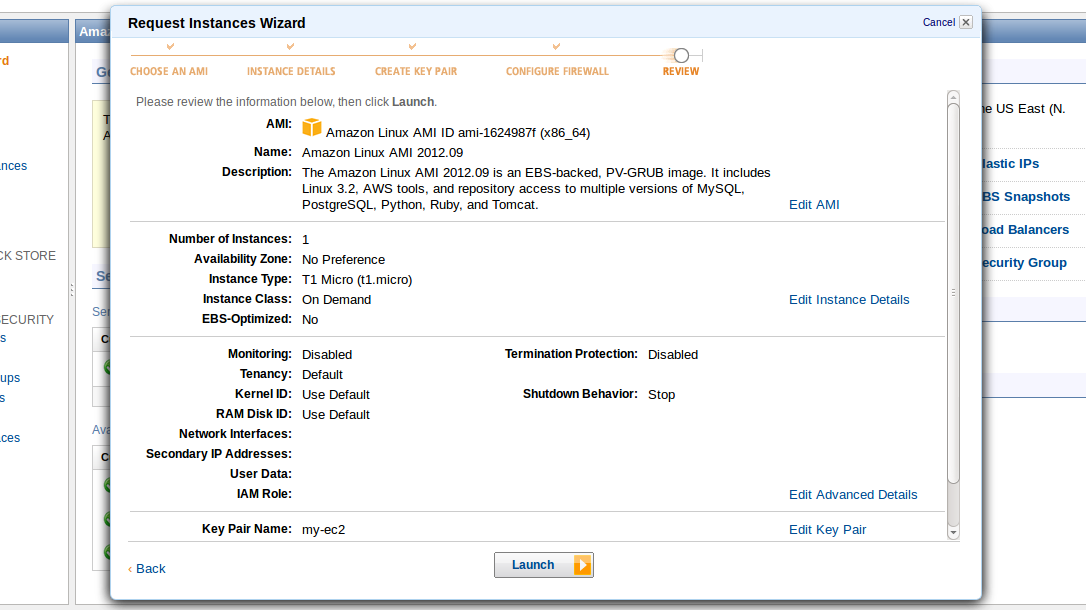 Request Instances Wizard
Cancel
CHOOSE AN AMI INSTANCE DETAILS CREATE KEY PAIR CONFIGURE FIREWALL REVIEW
Please review the information below, then click Launch.
AMI: Amazon Linux AMI ID ami-1624987f (x86_64)
Name: Amazon Linux AMI 2012.09
Description: The Amazon Linux AMI 2012.09 is an EBS-backed, PV-GRUB image. It includes
Linux 3.2, AWS tools, and repository access to multiple versions of MySQL,
PostgreSQL, Python, Ruby, and Tomcat.
Edit AMI
Number of Instances: 1
Availability Zone: No Preference
Instance Type: T1 Micro (t1.micro)
Instance Class: On Demand
Edit Instance Details
EBS-Optimized: No
Monitoring: Disabled Termination Protection: Disabled
Tenancy: Default
Kernel ID: Use Default Shutdown Behavior: Stop
RAM Disk ID: Use Default
Network Interfaces:
Secondary IP Addresses:
User Data:
IAM Role:
Edit Advanced Details
Key Pair Name: my-ec2
Edit Key Pair
‹ Back
Launch
rd
nces
CK STORE
ECURITY
s
ups
s
ces
Amaz
Ge
Se
Ser
Ava
ne US East (N.
lastic IPs
BS Snapshots
oad Balancers
ecurity Group